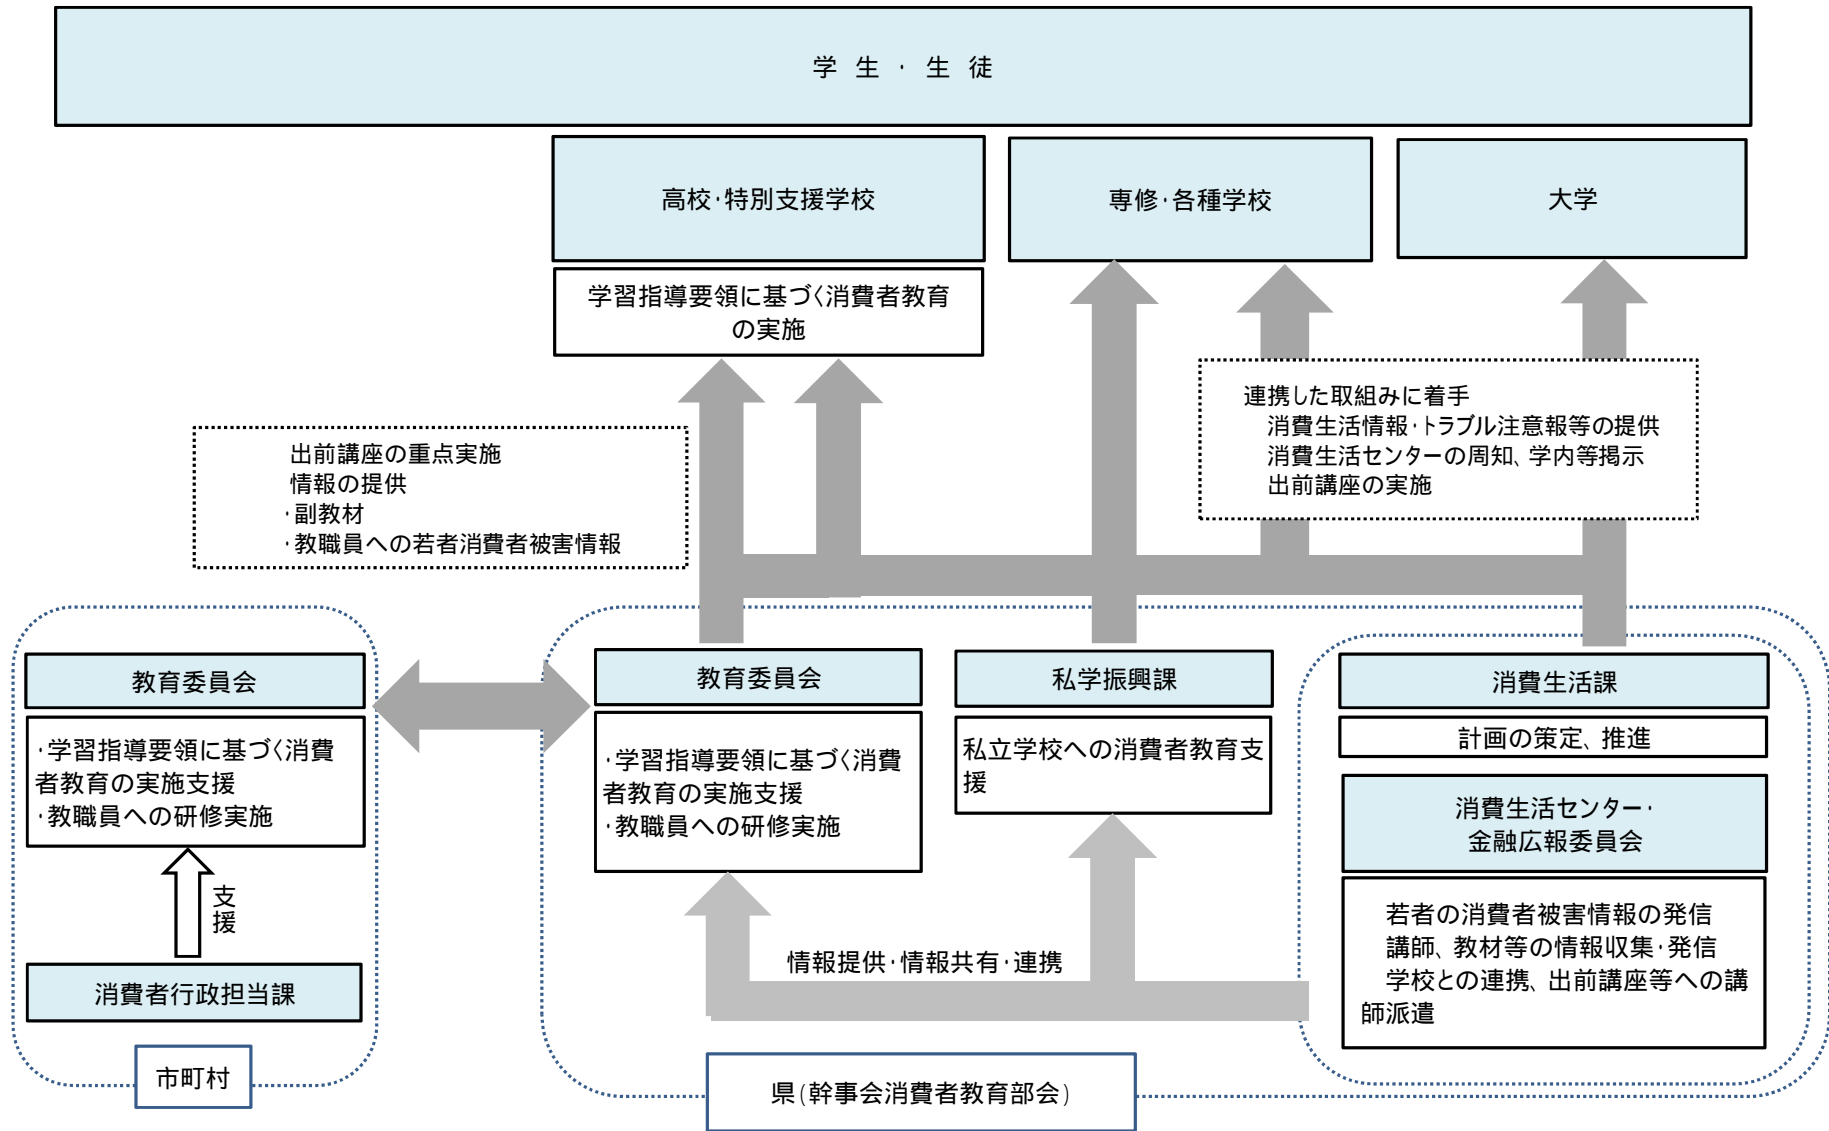 学 生 ・ 生 徒
高校・特別支援学校
専修・各種学校
大学
学習指導要領に基づく消費者教育
の実施
連携した取組みに着手
消費生活情報・トラブル注意報等の提供
消費生活センターの周知、学内等掲示
出前講座の実施
出前講座の重点実施
情報の提供
・副教材
・教職員への若者消費者被害情報
教育委員会
・学習指導要領に基づく消費
者教育の実施支援
・教職員への研修実施
支
援
消費者行政担当課
市町村
教育委員会
・学習指導要領に基づく消費
者教育の実施支援
・教職員への研修実施
私学振興課
私立学校への消費者教育支
援
消費生活課
計画の策定、推進
消費生活センター・
金融広報委員会
若者の消費者被害情報の発信
講師、教材等の情報収集・発信
学校との連携、出前講座等への講
師派遣
情報提供・情報共有・連携
県(幹事会消費者教育部会)